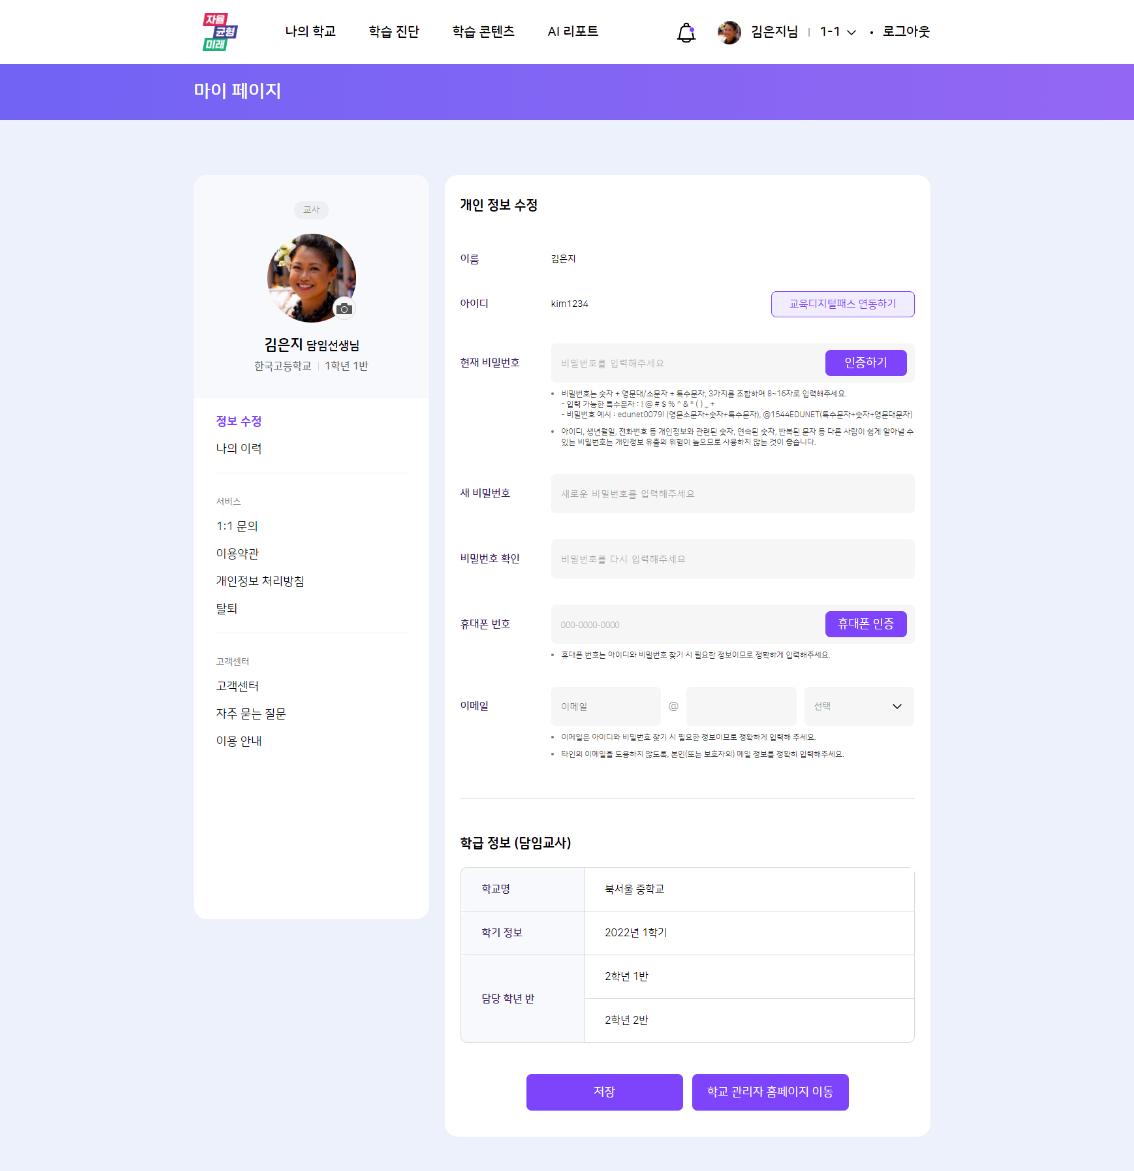 자율
균형
미래
나의 학교
학습 진단
학습 콘텐츠
AI 리포트
김은지님
1-1
로그아웃
마이 페이지
교사
김은지 담임선생님
한국고등학교 | 1학년 1반
정보 수정
나의 이력
서비스
1:1 문의
이용약관
개인정보 처리방침
탈퇴
고객센터
고객센터
자주 묻는 질문
이용 안내
개인 정보 수정
이름
김은지
아이디
kim1234
교육디지털패스 연동하기
현재 비밀번호
비밀번호를 입력해주세요
인증하기
비밀번호는 숫자 + 영문대/소문자 + 특수문자, 3가지를 조합하여 8~16자로 입력해주세요.
- 입력 가능한 특수문자 : ! @ # $ % ^ & * ( ) _ +
- 비밀번호 예시 : edunet0079! (영문소문자+숫자+특수문자), @1544EDUNET(특수문자+숫자+영문대문자)
아이디, 생년월일, 전화번호 등 개인정보와 관련된 숫자, 연속된 숫자, 반복된 문자 등 다른 사람이 쉽게 알아낼 수
있는 비밀번호는 개인정보 유출의 위험이 높으므로 사용하지 않는 것이 좋습니다.
새 비밀번호
새로운 비밀번호를 입력해주세요
비밀번호 확인
비밀번호를 다시 입력해주세요
휴대폰 번호
000-0000-0000
휴대폰 인증
휴대폰 번호는 아이디와 비밀번호 찾기 시 필요한 정보이므로 정확하게 입력해주세요.
이메일
이메일
@
선택
이메일은 아이디와 비밀번호 찾기 시 필요한 정보이므로 정확하게 입력해 주세요.
타인의 이메일을 도용하지 않도록, 본인(또는 보호자의) 메일 정보를 정확히 입력해주세요.
학급 정보 (담임교사)
학교명
북서울 중학교
학기 정보
2022년 1학기
담당 학년 반
2학년 1반
2학년 2반
저장
학교 관리자 홈페이지 이동